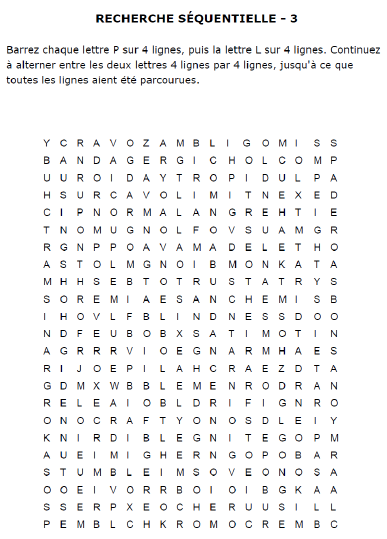 RECHERCHE SÉQUENTIELLE - 3
Barrez chaque lettre P sur 4 lignes, puis la lettre L sur 4 lignes. Continuez
à alterner entre les deux lettres 4 lignes par 4 lignes, jusqu'à ce que
toutes les lignes aient été parcourues.
Y C R A V O Z A M B L I G O M I S S
B A N D A G E R G I C H O L C O M P
U U R O I D A Y T R O P I D U L P A
H S U R C A V O L I M I T N E X E D
C I P N O R M A L A N G R E H T I E
T N O M U G N O L F O V S U A M G R
R G N P P O A V A M A D E L E T H O
A S T O L M G N O I B M O N K A T A
M H H S E B T O T R U S T A T R Y S
S O R E M I A E S A N C H E M I S B
I H O V L F B L I N D N E S S D O O
N D F E U B O B X S A T I M O T I N
A G R R R V I O E G N A R M H A E S
R I J O E P I L A H C R A E Z D T A
G D M X W B B L E M E N R O D R A N
R E L E A I O B L D R I F I G N R O
O N O C R A F T Y O N O S D L E I Y
K N I R D I B L E G N I T E G O P M
A U E I M I G H E R N G O P O B A R
S T U M B L E I M S O V E O N O S A
O O E I V O R R B O I O I B G K A A
S S E R P X E O C H E R U U S I L L
P E M B L C H K R O M O C R E M B C